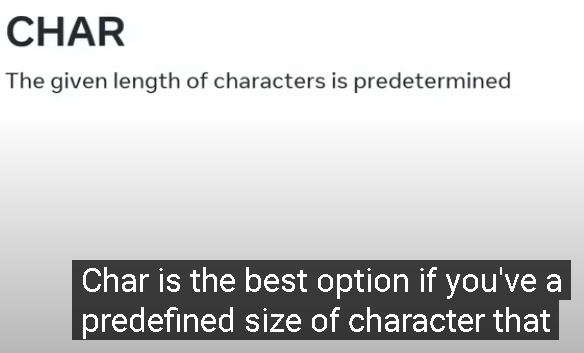 CHAR
The given length of characters is predetermined
Char is the best option if you've a
predefined size of character that